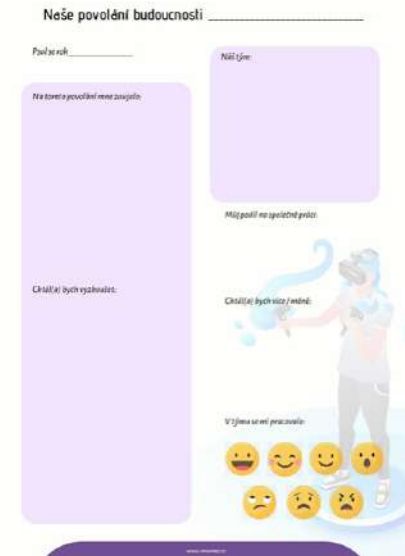 Naše povolání budoucnosti
Psal se rok
Náš tým:
Na tomto povolání mne zaujalo:
Můj podíl na společné práci:
Chtěl(a) bych vyzkoušet:
Chtěl(a) bych více / méně:
V týmu se mi pracovalo: